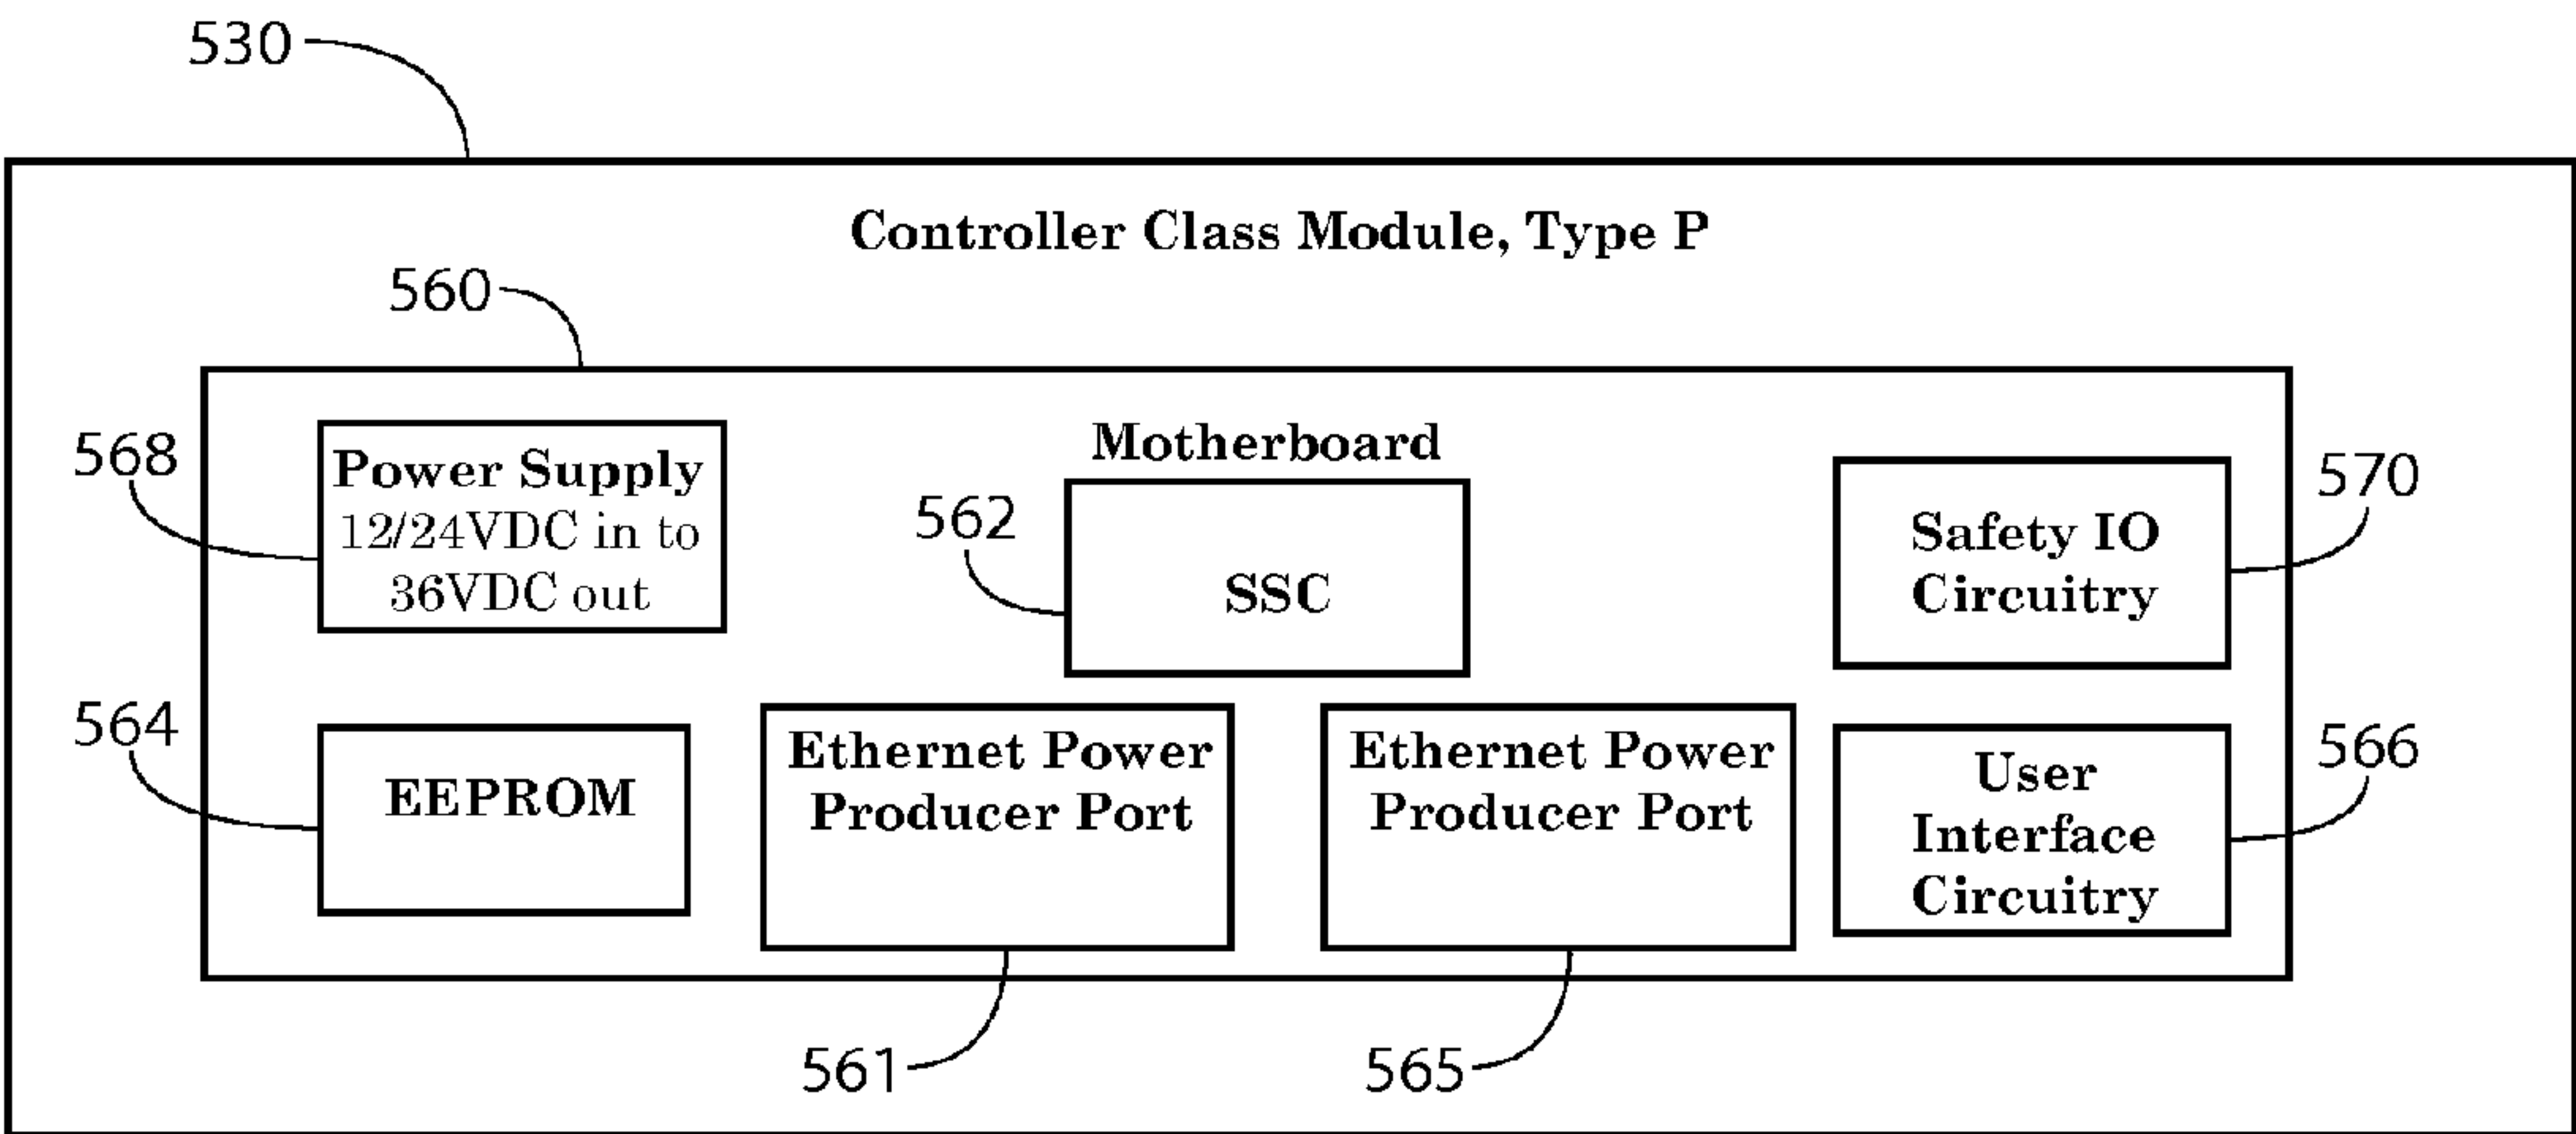 530
Controller Class Module, Type P
560
568
Power Supply
12/24VDC in to
36VDC out
Motherboard
562
SSC
570
Safety IO
Circuitry
564
EEPROM
Ethernet Power
Producer Port
Ethernet Power
Producer Port
566
User
Interface
Circuitry
561
565